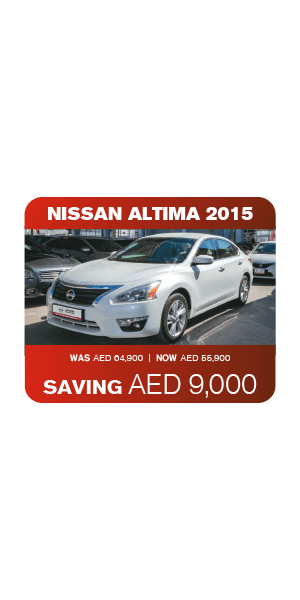 NISSAN ALTIMA 2015
WAS AED 64,900 | NOW AED 55,900
SAVING AED 9,000